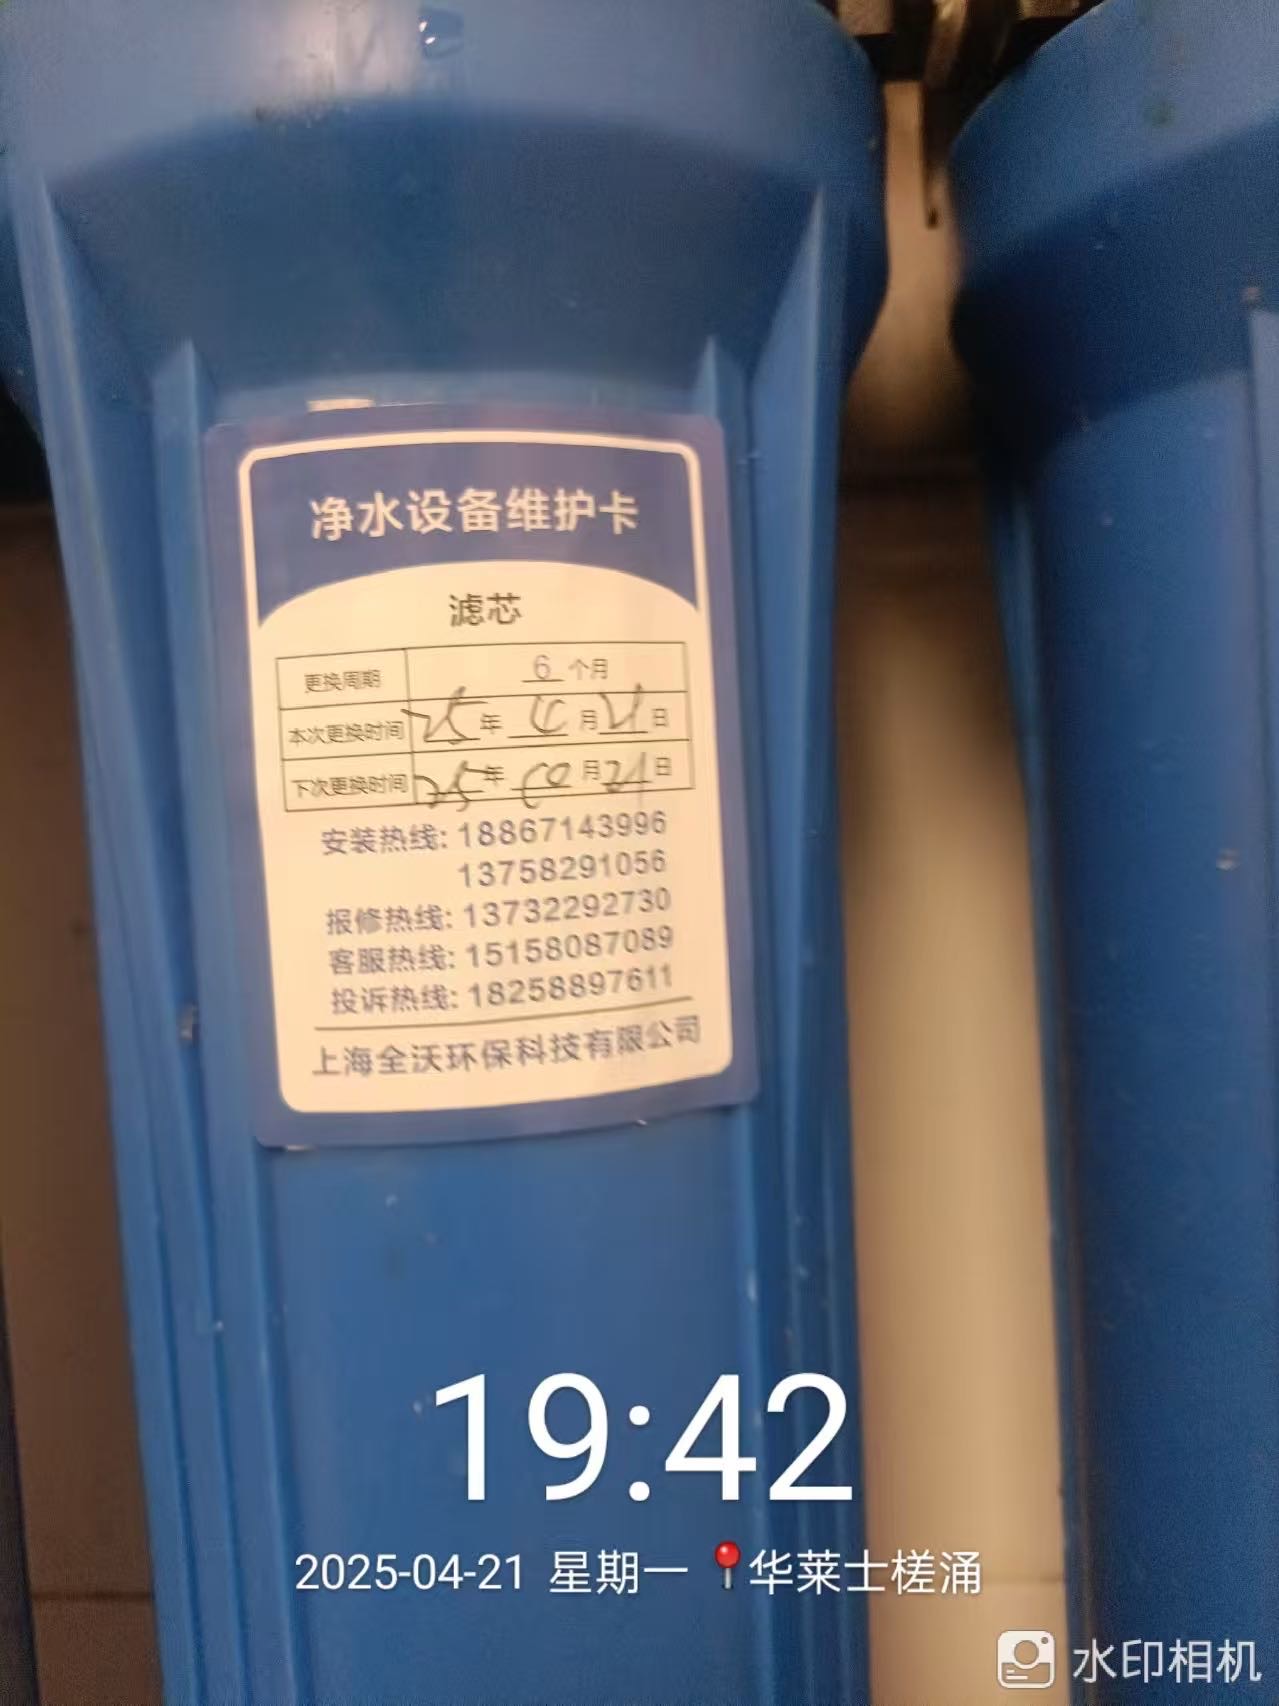 净水设备维护卡
滤芯
更换周期 6 个月
本次更换时间 25 年 4 月 21 日
下次更换时间 25 年 10 月 21 日
安装热线: 18867143996
13758291056
报修热线: 13732292730
客服热线: 15158087089
投诉热线: 18258897611
上海全沃环保科技有限公司
19:42
2025-04-21 星期一 📍华莱士槎涌
水印相机